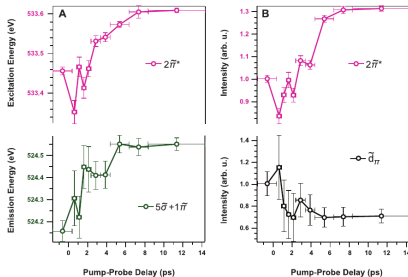 A
B
Excitation Energy (eV)
533.6
533.5
533.4
2π̃*
Intensity (arb. u.)
1.3
1.2
1.1
1.0
0.9
2π̃*
Emission Energy (eV)
524.5
524.4
524.3
524.2
5σ̃+1π̃
Intensity (arb. u.)
1.4
1.2
1.0
0.8
0.6
d̃π
0 2 4 6 8 10 12 14
0 2 4 6 8 10 12 14
Pump-Probe Delay (ps)
Pump-Probe Delay (ps)